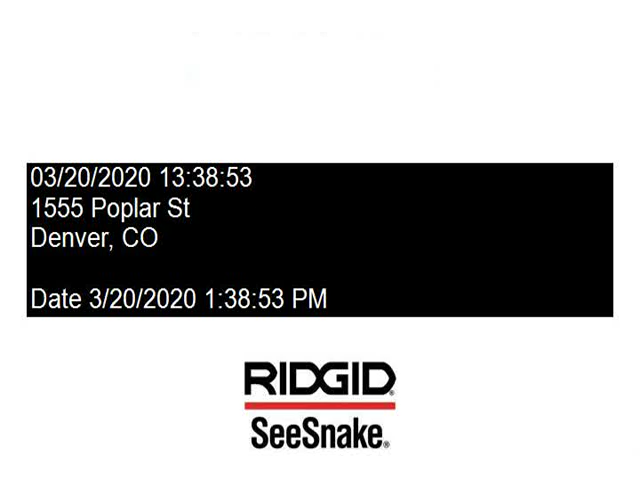 03/20/2020 13:38:53
1555 Poplar St
Denver, CO
Date 3/20/2020 1:38:53 PM
RIDGID®
SeeSnake®